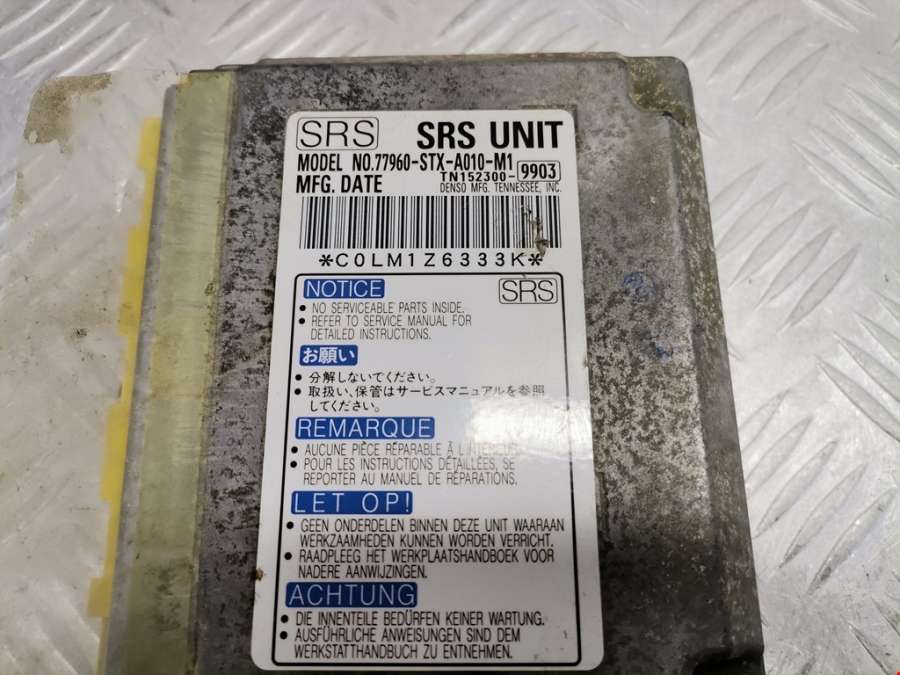 SRS SRS UNIT
MODEL NO.77960-STX-A010-M1
MFG. DATE TN152300-9903
DENSO MFG. TENNESSEE, INC.
*C0LM1Z6333K*
NOTICE SRS
• NO SERVICEABLE PARTS INSIDE.
• REFER TO SERVICE MANUAL FOR
DETAILED INSTRUCTIONS.
お願い
• 分解しないでください。
• 取扱い、保管はサービスマニュアルを参照
してください。
REMARQUE
• AUCUNE PIÈCE RÉPARABLE À L'INTÉRIEUR.
• POUR LES INSTRUCTIONS DÉTAILLÉES, SE
REPORTER AU MANUEL DE RÉPARATIONS.
LET OP!
• GEEN ONDERDELEN BINNEN DEZE UNIT WAARAAN
WERKZAAMHEDEN KUNNEN WORDEN VERRICHT.
• RAADPLEEG HET WERKPLAATSHANDBOEK VOOR
NADERE AANWIJZINGEN.
ACHTUNG
• DIE INNENTEILE BEDÜRFEN KEINER WARTUNG.
• AUSFÜHRLICHE ANWEISUNGEN SIND DEM
WERKSTATTHANDBUCH ZU ENTNEHMEN.